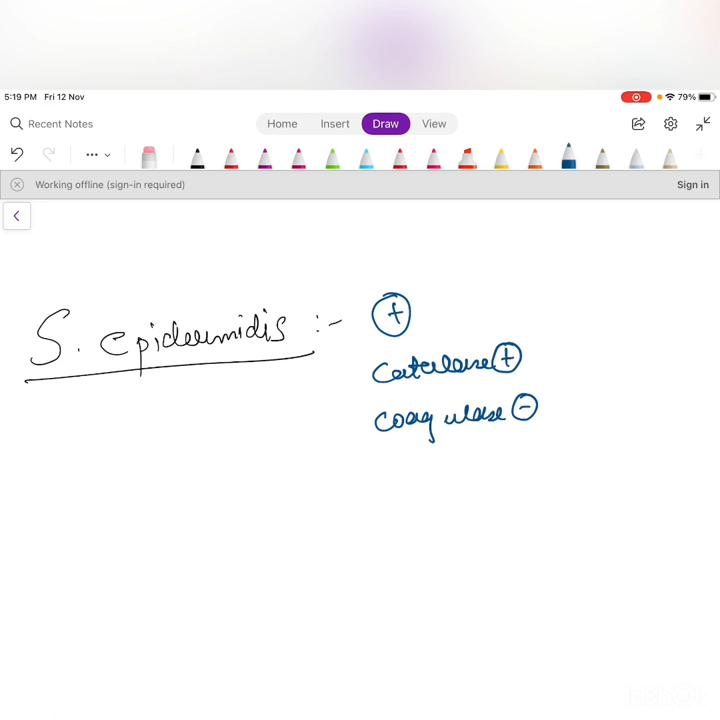 5:19 PM Fri 12 Nov
79%
Recent Notes
Home Insert Draw View
Working offline (sign-in required)
Sign in
S. epidermidis :-
+
catalase +
coagulase -